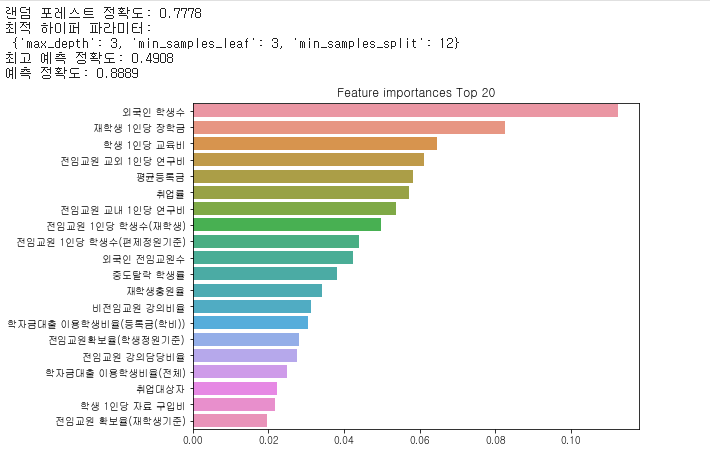 랜덤 포레스트 정확도: 0.7778
최적 하이퍼 파라미터:
{'max_depth': 3, 'min_samples_leaf': 3, 'min_samples_split': 12}
최고 예측 정확도: 0.4908
예측 정확도: 0.8889
Feature importances Top 20
외국인 학생수
재학생 1인당 장학금
학생 1인당 교육비
전임교원 교외 1인당 연구비
평균등록금
취업률
전임교원 교내 1인당 연구비
전임교원 1인당 학생수(재학생)
전임교원 1인당 학생수(편제정원기준)
외국인 전임교원수
중도탈락 학생률
재학생충원율
비전임교원 강의비율
학자금대출 이용학생비율(등록금(학비))
전임교원확보율(학생정원기준)
전임교원 강의담당비율
학자금대출 이용학생비율(전체)
취업대상자
학생 1인당 자료 구입비
전임교원 확보율(재학생기준)
0.00 0.02 0.04 0.06 0.08 0.10